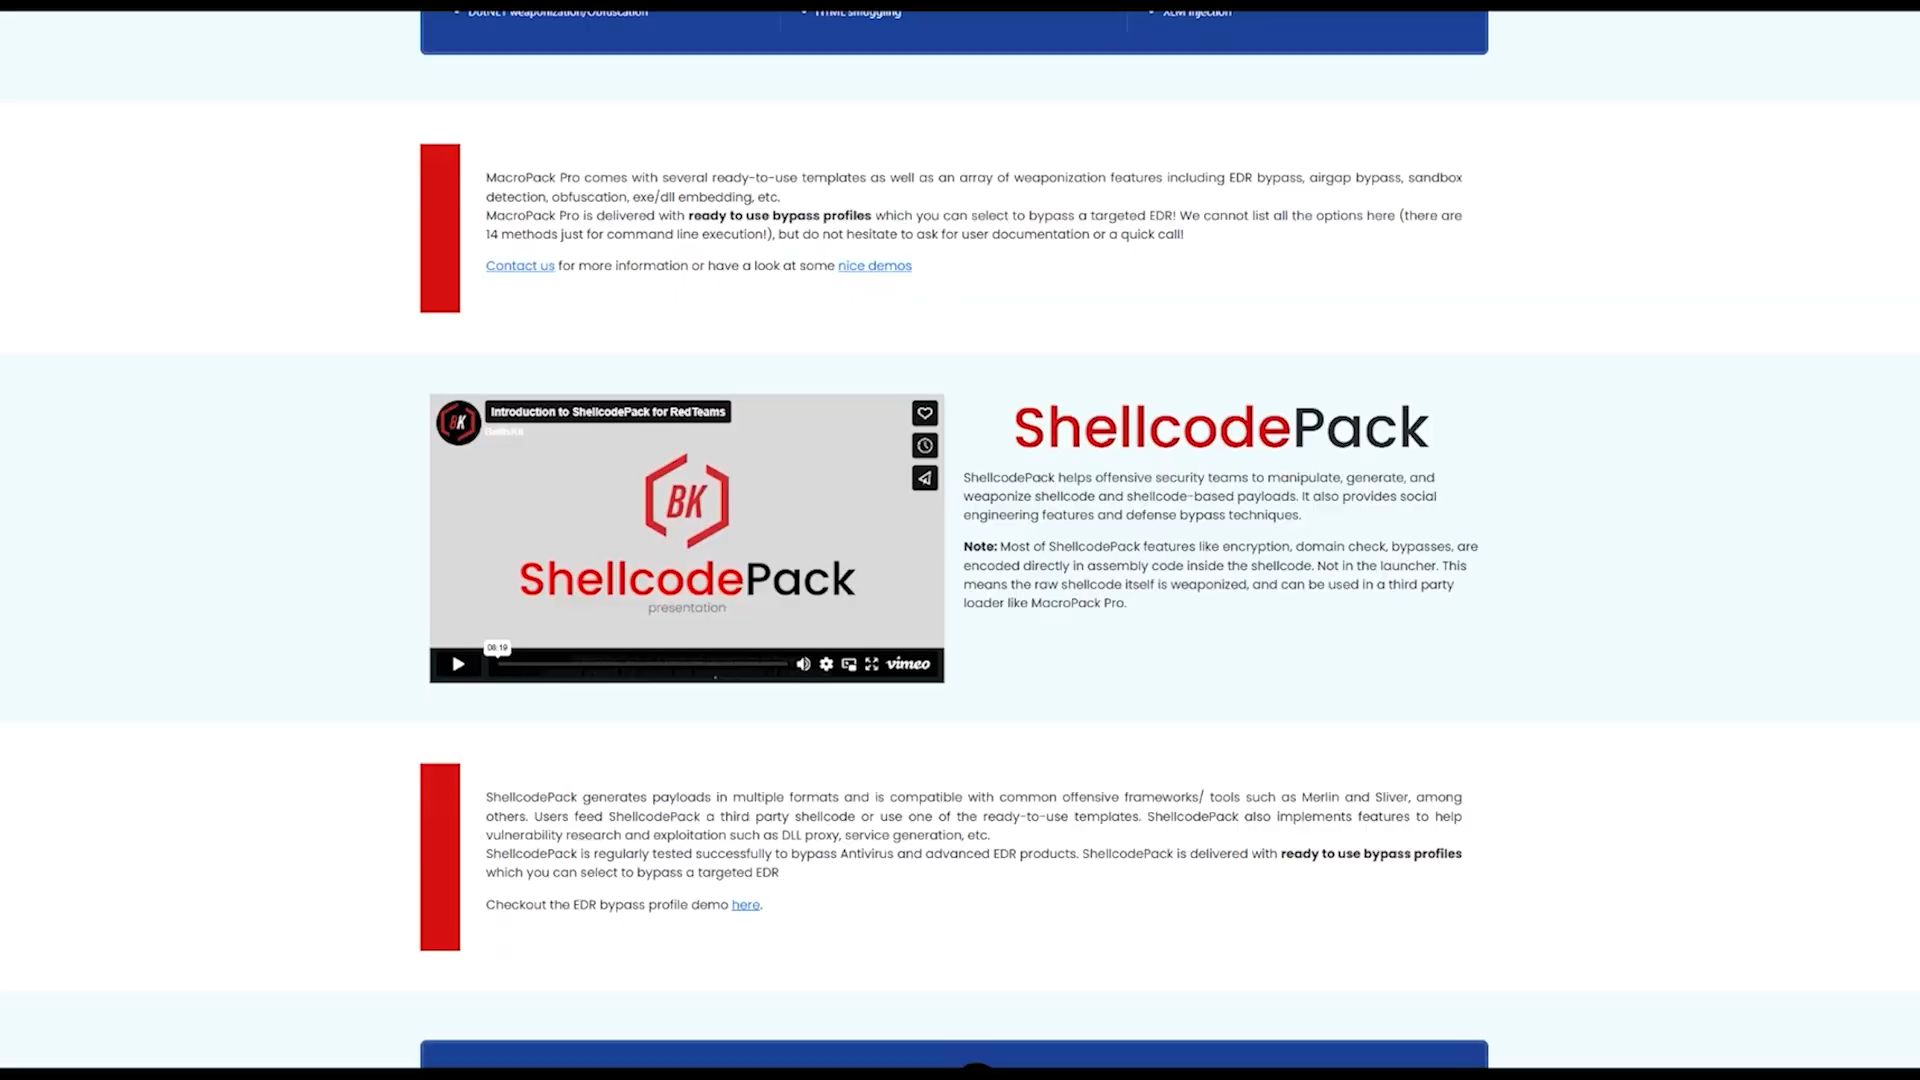 DotNET weaponization/Obfuscation
HTML smuggling
XLM injection
MacroPack Pro comes with several ready-to-use templates as well as an array of weaponization features including EDR bypass, airgap bypass, sandbox
detection, obfuscation, exe/dll embedding, etc.
MacroPack Pro is delivered with ready to use bypass profiles which you can select to bypass a targeted EDR! We cannot list all the options here (there are
14 methods just for command line execution!), but do not hesitate to ask for user documentation or a quick call!
Contact us for more information or have a look at some nice demos
BK
Introduction to ShellcodePack for RedTeams
BK
ShellcodePack
presentation
08:19
vimeo
ShellcodePack
ShellcodePack helps offensive security teams to manipulate, generate, and
weaponize shellcode and shellcode-based payloads. It also provides social
engineering features and defense bypass techniques.
Note: Most of ShellcodePack features like encryption, domain check, bypasses, are
encoded directly in assembly code inside the shellcode. Not in the launcher. This
means the raw shellcode itself is weaponized, and can be used in a third party
loader like MacroPack Pro.
ShellcodePack generates payloads in multiple formats and is compatible with common offensive frameworks/ tools such as Merlin and Sliver, among
others. Users feed ShellcodePack a third party shellcode or use one of the ready-to-use templates. ShellcodePack also implements features to help
vulnerability research and exploitation such as DLL proxy, service generation, etc.
ShellcodePack is regularly tested successfully to bypass Antivirus and advanced EDR products. ShellcodePack is delivered with ready to use bypass profiles
which you can select to bypass a targeted EDR
Checkout the EDR bypass profile demo here.